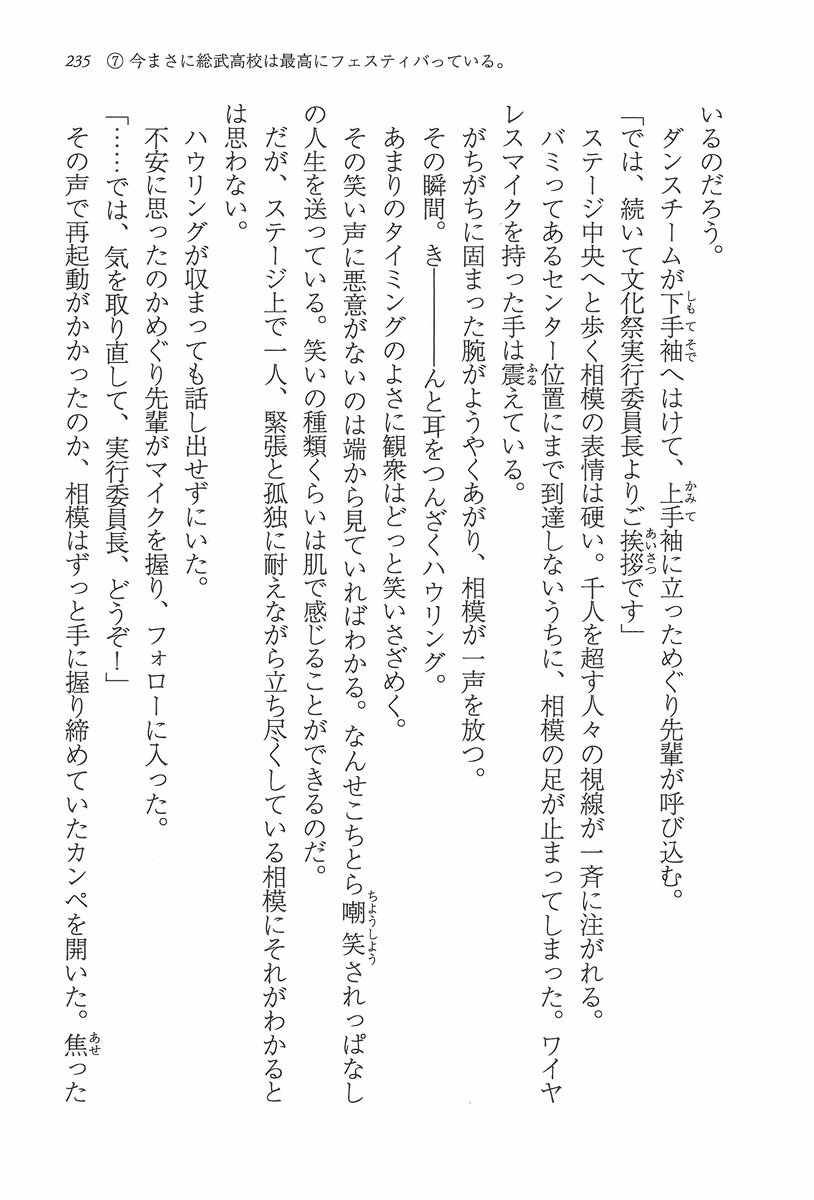 235 ⑦今まさに総武高校は最高にフェスティバっている。
いるのだろう。
ダンスチームが下手袖へはけて、上手袖に立っためぐり先輩が呼び込む。
「では、続いて文化祭実行委員長よりご挨拶です」
ステージ中央へと歩く相模の表情は硬い。千人を超す人々の視線が一斉に注がれる。
バミってあるセンター位置にまで到達しないうちに、相模の足が止まってしまった。ワイヤ
レスマイクを持った手は震えている。
がちがちに固まった腕がようやくあがり、相模が一声を放つ。
その瞬間。き――――んと耳をつんざくハウリング。
あまりのタイミングのよさに観衆はどっと笑いさざめく。
その笑い声に悪意がないのは端から見ていればわかる。なんせこちとら嘲笑されっぱなし
の人生を送っている。笑いの種類くらいは肌で感じることができるのだ。
だが、ステージ上で一人、緊張と孤独に耐えながら立ち尽くしている相模にそれがわかると
は思わない。
ハウリングが収まっても話し出せずにいた。
不安に思ったのかめぐり先輩がマイクを握り、フォローに入った。
「……では、気を取り直して、実行委員長、どうぞ！」
その声で再起動がかかったのか、相模はずっと手に握り締めていたカンペを開いた。焦った